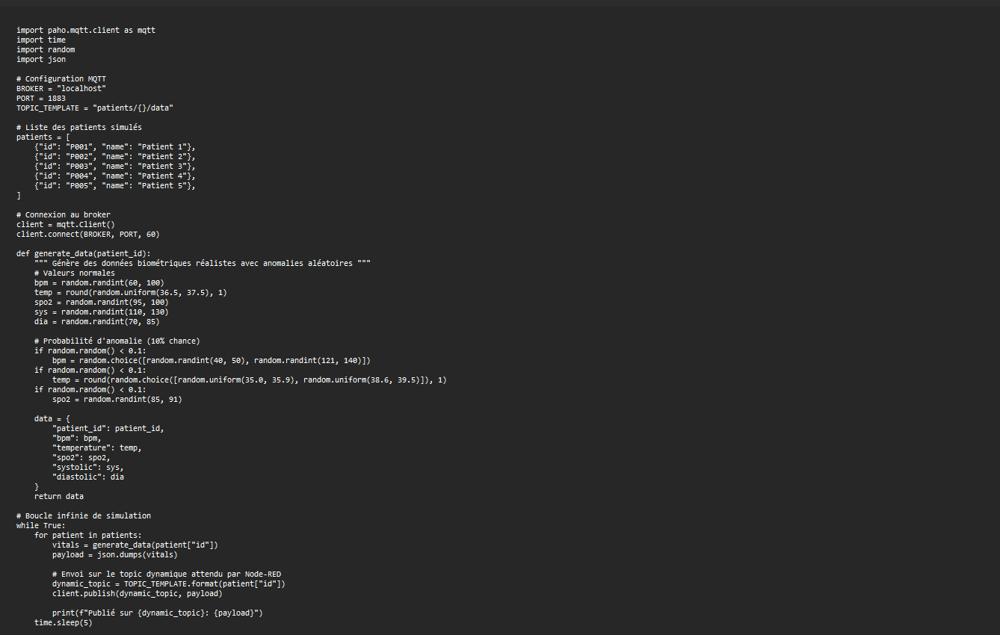 import paho.mqtt.client as mqtt
import time
import random
import json

# Configuration MQTT
BROKER = "localhost"
PORT = 1883
TOPIC_TEMPLATE = "patients/{}/data"

# Liste des patients simulés
patients = [
    {"id": "P001", "name": "Patient 1"},
    {"id": "P002", "name": "Patient 2"},
    {"id": "P003", "name": "Patient 3"},
    {"id": "P004", "name": "Patient 4"},
    {"id": "P005", "name": "Patient 5"},
]

# Connexion au broker
client = mqtt.Client()
client.connect(BROKER, PORT, 60)

def generate_data(patient_id):
    """ Génère des données biométriques réalistes avec anomalies aléatoires """
    # Valeurs normales
    bpm = random.randint(60, 100)
    temp = round(random.uniform(36.5, 37.5), 1)
    spo2 = random.randint(95, 100)
    sys = random.randint(110, 130)
    dia = random.randint(70, 85)

    # Probabilité d'anomalie (10% chance)
    if random.random() < 0.1:
        bpm = random.choice([random.randint(40, 50), random.randint(121, 140)])
    if random.random() < 0.1:
        temp = round(random.choice([random.uniform(35.0, 35.9), random.uniform(38.6, 39.5)]), 1)
    if random.random() < 0.1:
        spo2 = random.randint(85, 91)

    data = {
        "patient_id": patient_id,
        "bpm": bpm,
        "temperature": temp,
        "spo2": spo2,
        "systolic": sys,
        "diastolic": dia
    }
    return data

# Boucle infinie de simulation
while True:
    for patient in patients:
        vitals = generate_data(patient["id"])
        payload = json.dumps(vitals)

        # Envoi sur le topic dynamique attendu par Node-RED
        dynamic_topic = TOPIC_TEMPLATE.format(patient["id"])
        client.publish(dynamic_topic, payload)

        print(f"Publié sur {dynamic_topic}: {payload}")
    time.sleep(5)